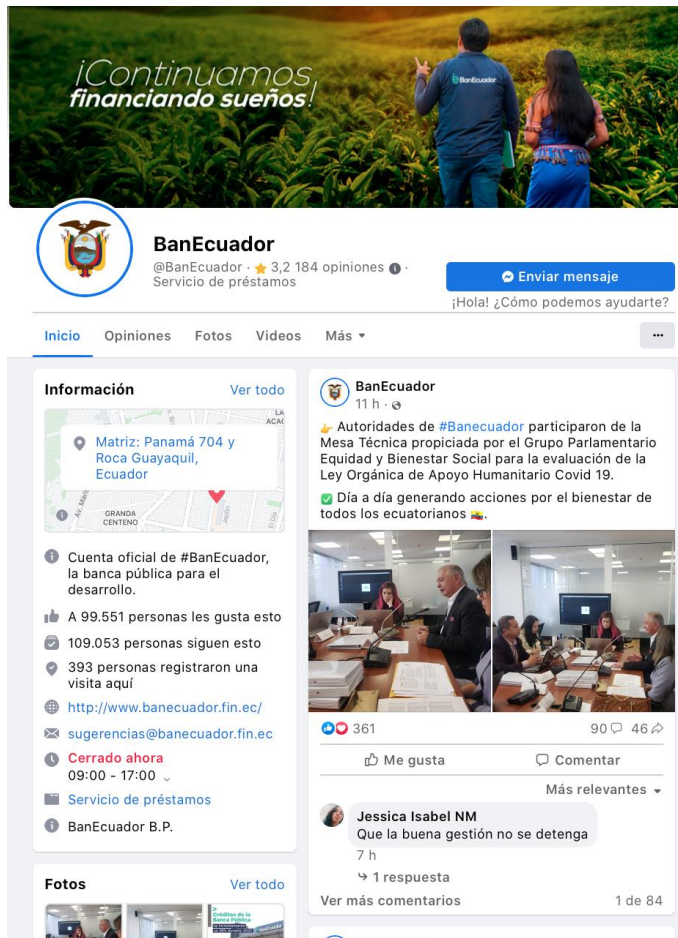 ¡Continuamos
financiando sueños!
BanEcuador
BanEcuador
@BanEcuador · 3,2 184 opiniones ·
Servicio de préstamos
Enviar mensaje
¡Hola! ¿Cómo podemos ayudarte?
Inicio
Opiniones
Fotos
Videos
Más
Información
Ver todo
Matriz: Panamá 704 y
Roca Guayaquil,
Ecuador
LA
GRANDA
CENTENO
Cuenta oficial de #BanEcuador,
la banca pública para el
desarrollo.
A 99.551 personas les gusta esto
109.053 personas siguen esto
393 personas registraron una
visita aquí
http://www.banecuador.fin.ec/
sugerencias@banecuador.fin.ec
Cerrado ahora
09:00 - 17:00
Servicio de préstamos
BanEcuador B.P.
Fotos
Ver todo
Créditos de la
Banca Pública
BanEcuador
11 h ·
👉 Autoridades de #Banecuador participaron de la
Mesa Técnica propiciada por el Grupo Parlamentario
Equidad y Bienestar Social para la evaluación de la
Ley Orgánica de Apoyo Humanitario Covid 19.
✅ Día a día generando acciones por el bienestar de
todos los ecuatorianos 🇪🇨.
361
90
46
Me gusta
Comentar
Más relevantes
Jessica Isabel NM
Que la buena gestión no se detenga
7 h
1 respuesta
Ver más comentarios
1 de 84